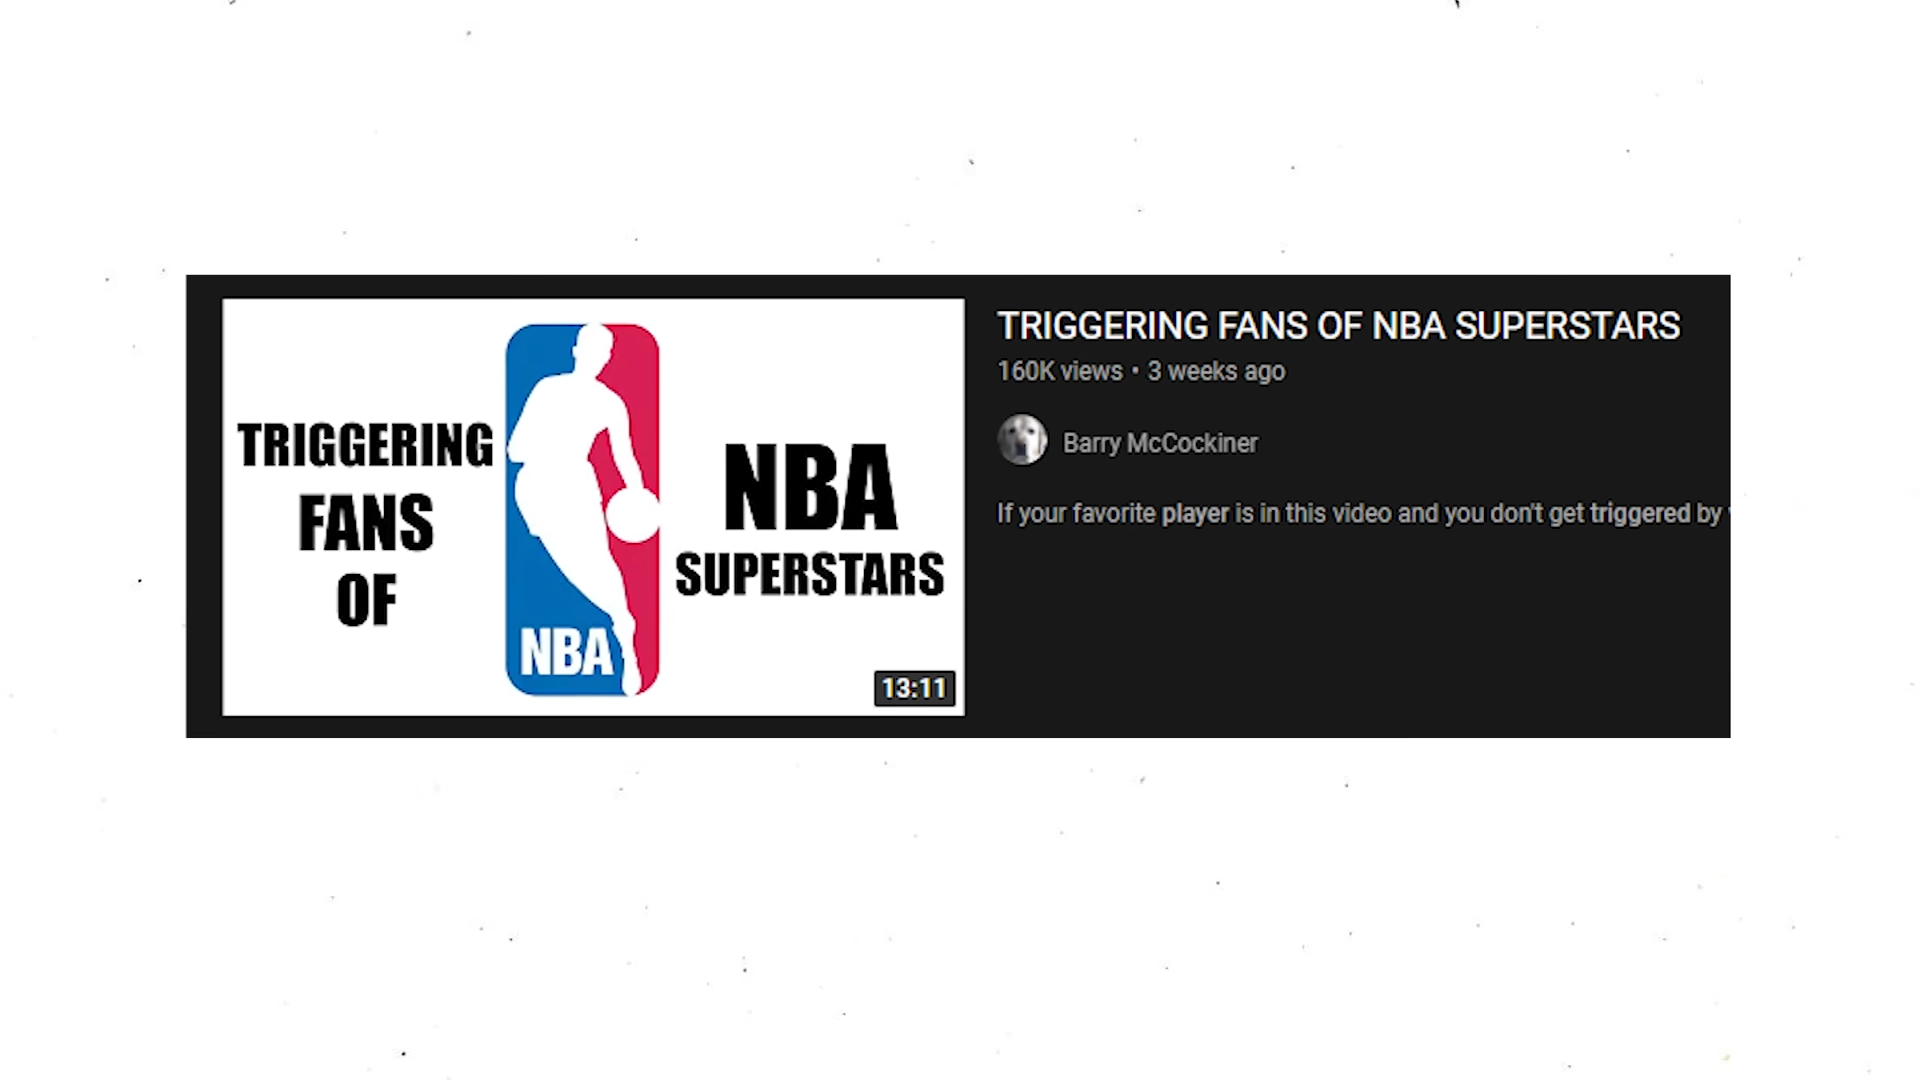 TRIGGERING
FANS
OF
NBA
NBA
SUPERSTARS
13:11
TRIGGERING FANS OF NBA SUPERSTARS
160K views • 3 weeks ago
Barry McCockiner
If your favorite player is in this video and you don't get triggered by